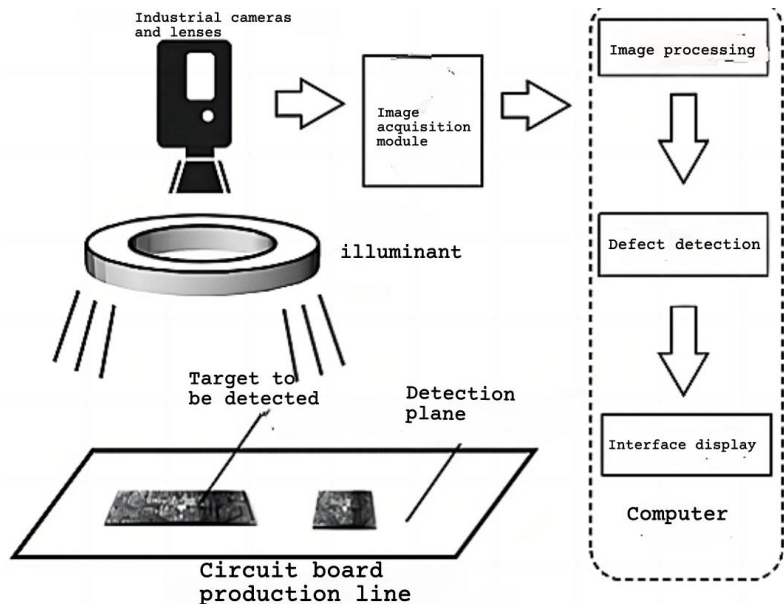 Industrial cameras
and lenses
Image
acquisition
module
Image processing
illuminant
Defect detection
Target to
be detected
Detection
plane
Interface display
Computer
Circuit board
production line